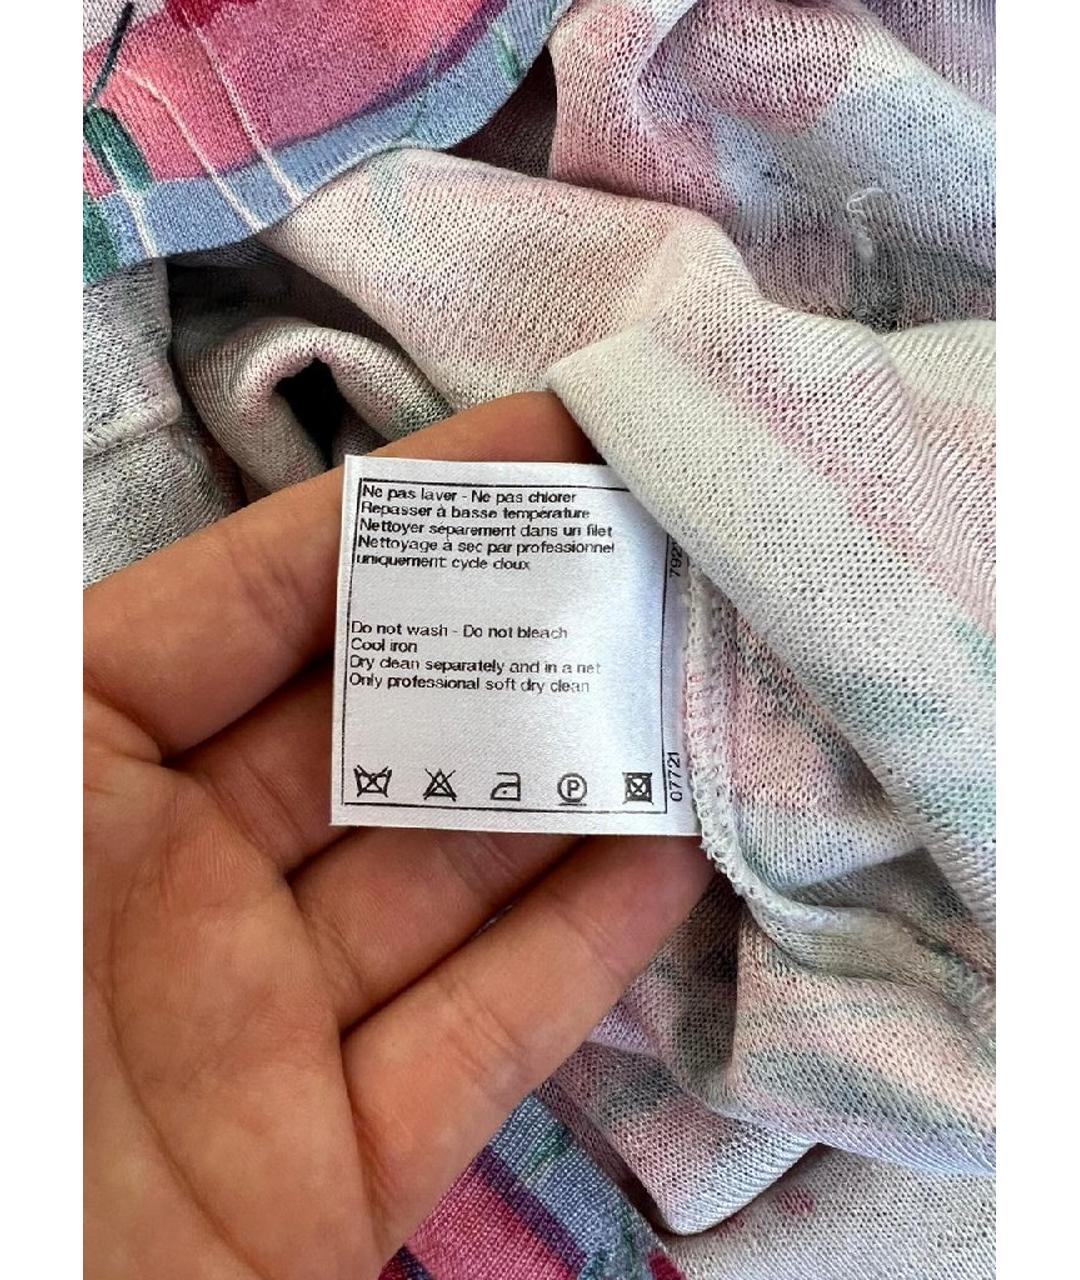 Ne pas laver - Ne pas chlorer
Repasser à basse température
Nettoyer séparement dans un filet
Nettoyage à sec par professionnel
uniquement cycle doux
Do not wash - Do not bleach
Cool iron
Dry clean separately and in a net
Only professional soft dry clean
P
07721